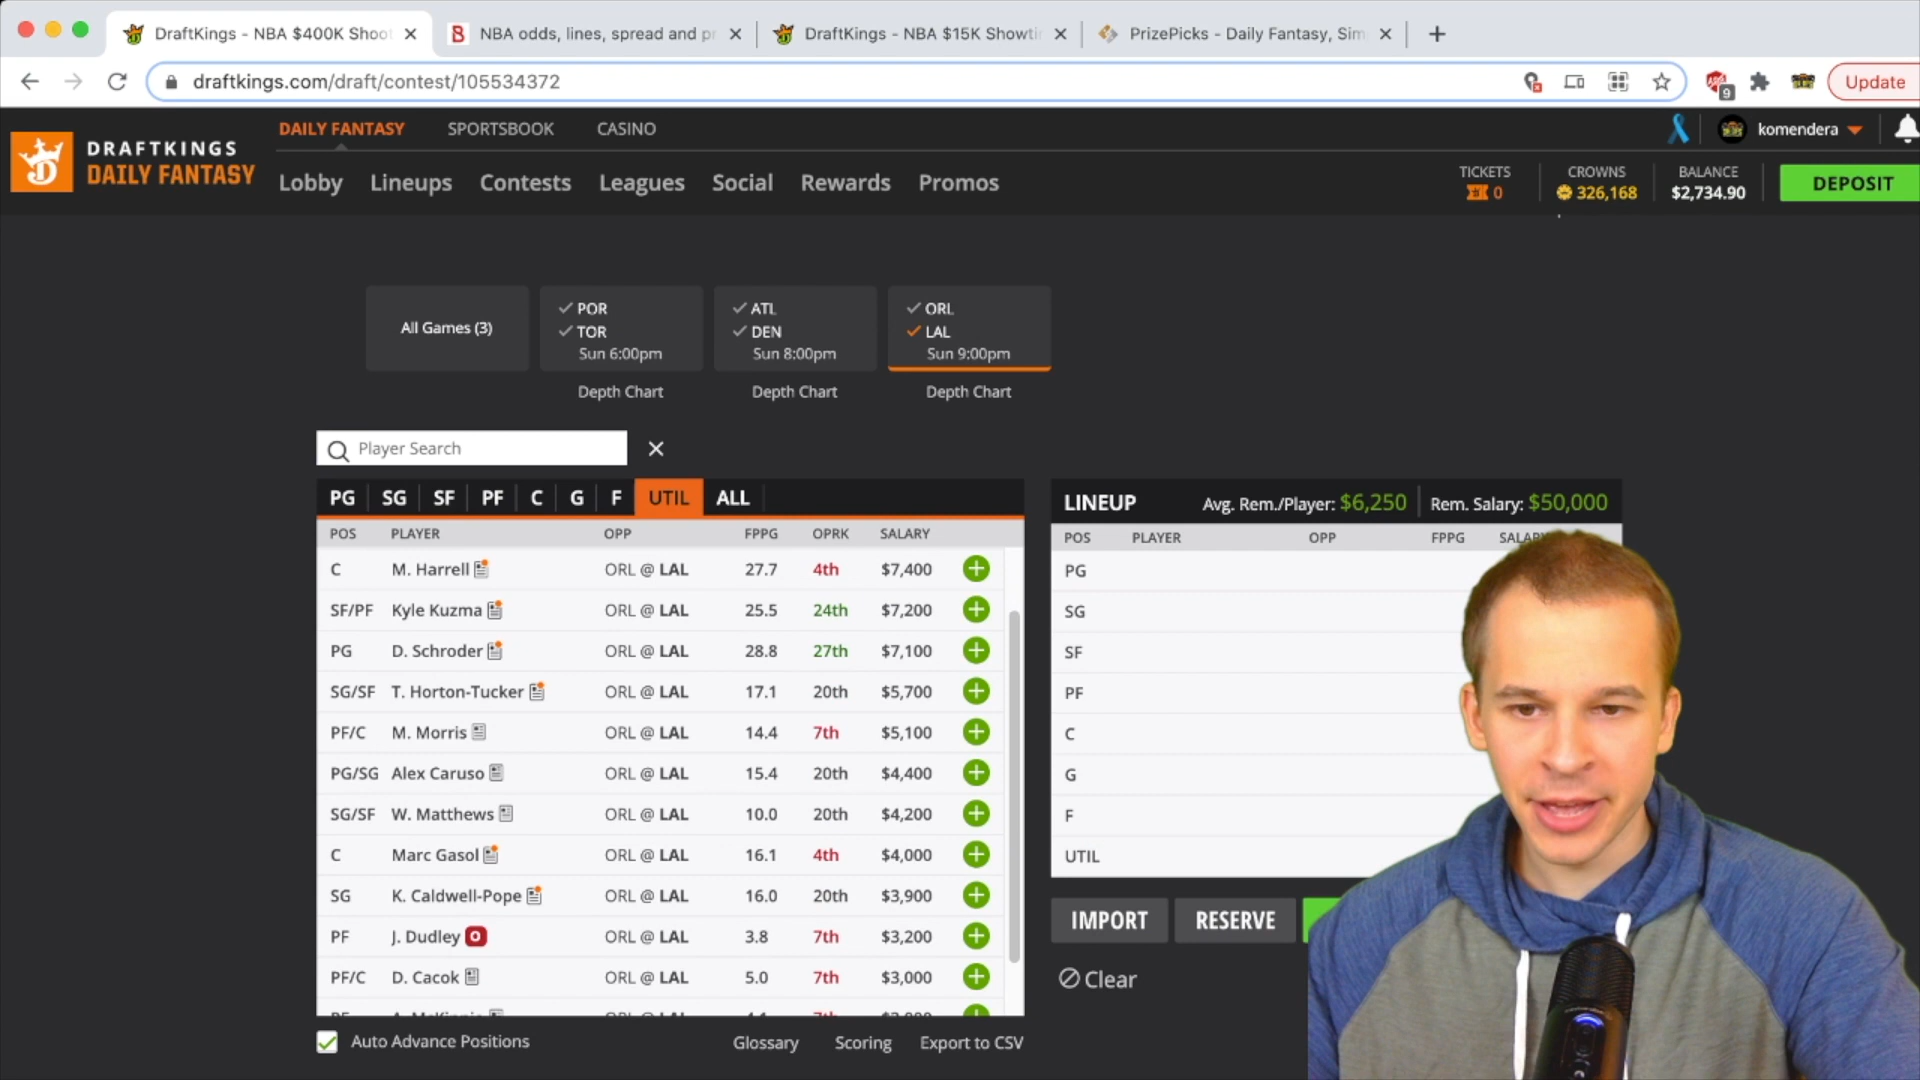 DraftKings - NBA $400K Shoot
NBA odds, lines, spread and pr
DraftKings - NBA $15K Showti
PrizePicks - Daily Fantasy, Sim
draftkings.com/draft/contest/105534372
9
Update
DRAFTKINGS
DAILY FANTASY
DAILY FANTASY
SPORTSBOOK
CASINO
komendera
Lobby
Lineups
Contests
Leagues
Social
Rewards
Promos
TICKETS
0
CROWNS
326,168
BALANCE
$2,734.90
DEPOSIT
All Games (3)
POR
TOR
Sun 6:00pm
Depth Chart
ATL
DEN
Sun 8:00pm
Depth Chart
ORL
LAL
Sun 9:00pm
Depth Chart
Player Search
PG SG SF PF C G F UTIL ALL
POS PLAYER OPP FPPG OPRK SALARY
C M. Harrell ORL @ LAL 27.7 4th $7,400
SF/PF Kyle Kuzma ORL @ LAL 25.5 24th $7,200
PG D. Schroder ORL @ LAL 28.8 27th $7,100
SG/SF T. Horton-Tucker ORL @ LAL 17.1 20th $5,700
PF/C M. Morris ORL @ LAL 14.4 7th $5,100
PG/SG Alex Caruso ORL @ LAL 15.4 20th $4,400
SG/SF W. Matthews ORL @ LAL 10.0 20th $4,200
C Marc Gasol ORL @ LAL 16.1 4th $4,000
SG K. Caldwell-Pope ORL @ LAL 16.0 20th $3,900
PF J. Dudley O ORL @ LAL 3.8 7th $3,200
PF/C D. Cacok ORL @ LAL 5.0 7th $3,000
Auto Advance Positions
Glossary
Scoring
Export to CSV
LINEUP Avg. Rem./Player: $6,250 Rem. Salary: $50,000
POS PLAYER OPP FPPG
PG
SG
SF
PF
C
G
F
UTIL
IMPORT
RESERVE
Clear